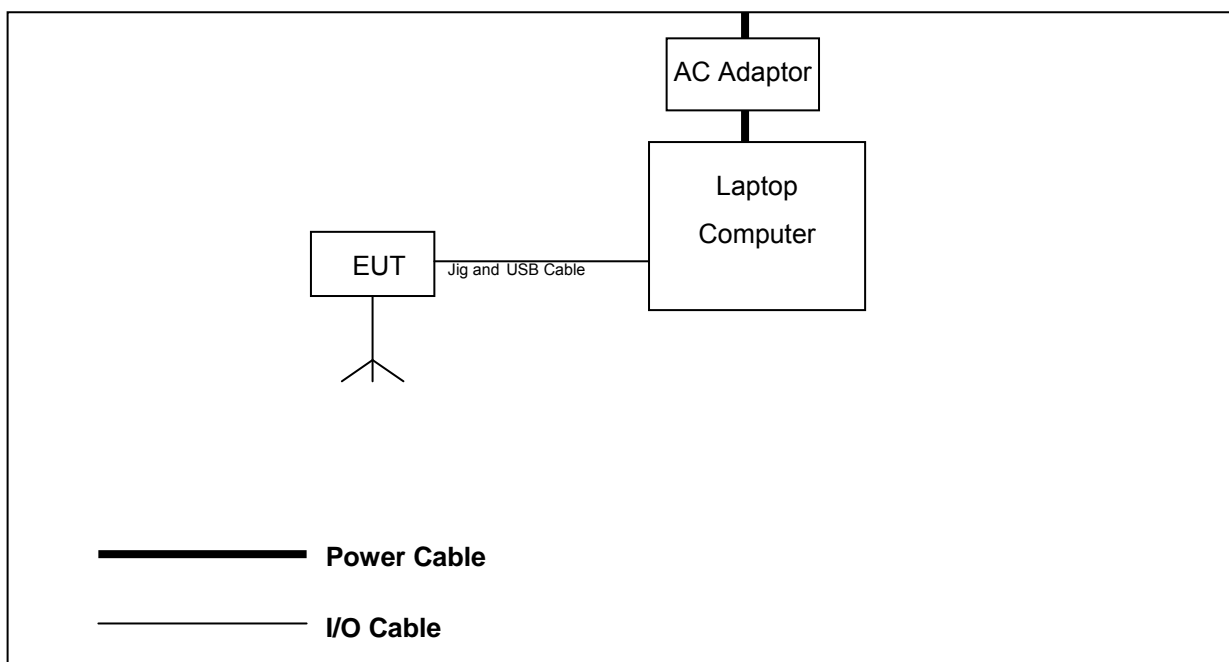 AC Adaptor
Laptop
Computer
EUT
Jig and USB Cable
Power Cable
I/O Cable